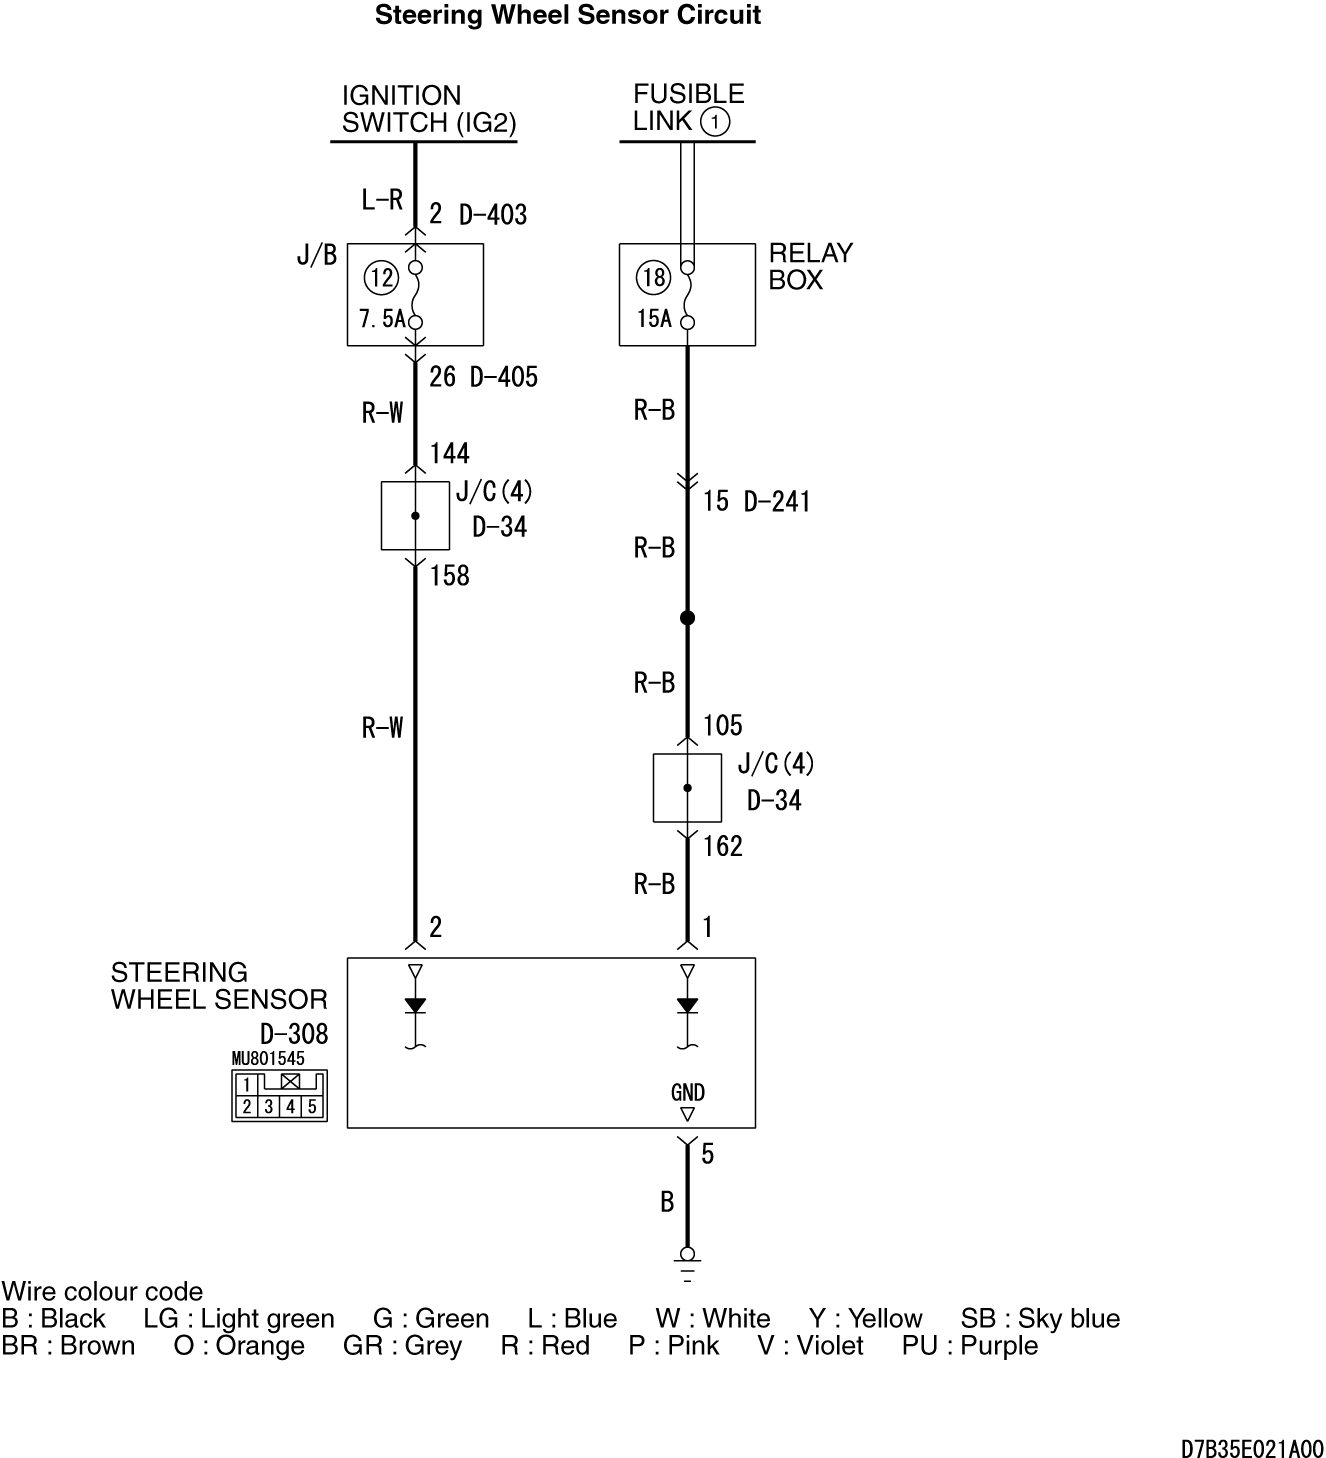 Steering Wheel Sensor Circuit
IGNITION
SWITCH (IG2)
FUSIBLE
LINK 1
L-R
2 D-403
J/B
12
7.5A
RELAY
BOX
18
15A
26 D-405
R-W
R-B
144
J/C(4)
D-34
15 D-241
R-B
158
R-B
R-W
105
J/C(4)
D-34
162
R-B
2
1
STEERING
WHEEL SENSOR
D-308
MU801545
1
2 3 4 5
GND
5
B
Wire colour code
B : Black LG : Light green G : Green L : Blue W : White Y : Yellow SB : Sky blue
BR : Brown O : Orange GR : Grey R : Red P : Pink V : Violet PU : Purple
D7B35E021A00